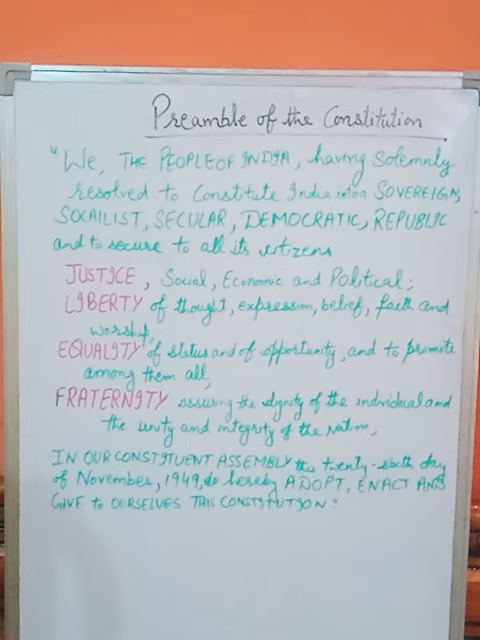 Preamble of the Constitution
"We, THE PEOPLE OF INDIA, having Solemnly
resolved to Constitute India into a SOVEREIGN,
SOCAILIST, SECULAR, DEMOCRATIC, REPUBLIC
and to secure to all its citizens
JUSTICE, Social, Economic and Political;
LIBERTY of thought, expression, belief, faith and
worship,
EQUALITY of status and of opportunity, and to promote
among them all,
FRATERNITY assuring the dignity of the individual and
the unity and integrity of the Nation,
IN OUR CONSTITUENT ASSEMBLY this twenty-sixth day
of November, 1949, do hereby ADOPT, ENACT AND
GIVE to OURSELVES THIS CONSTITUTION"